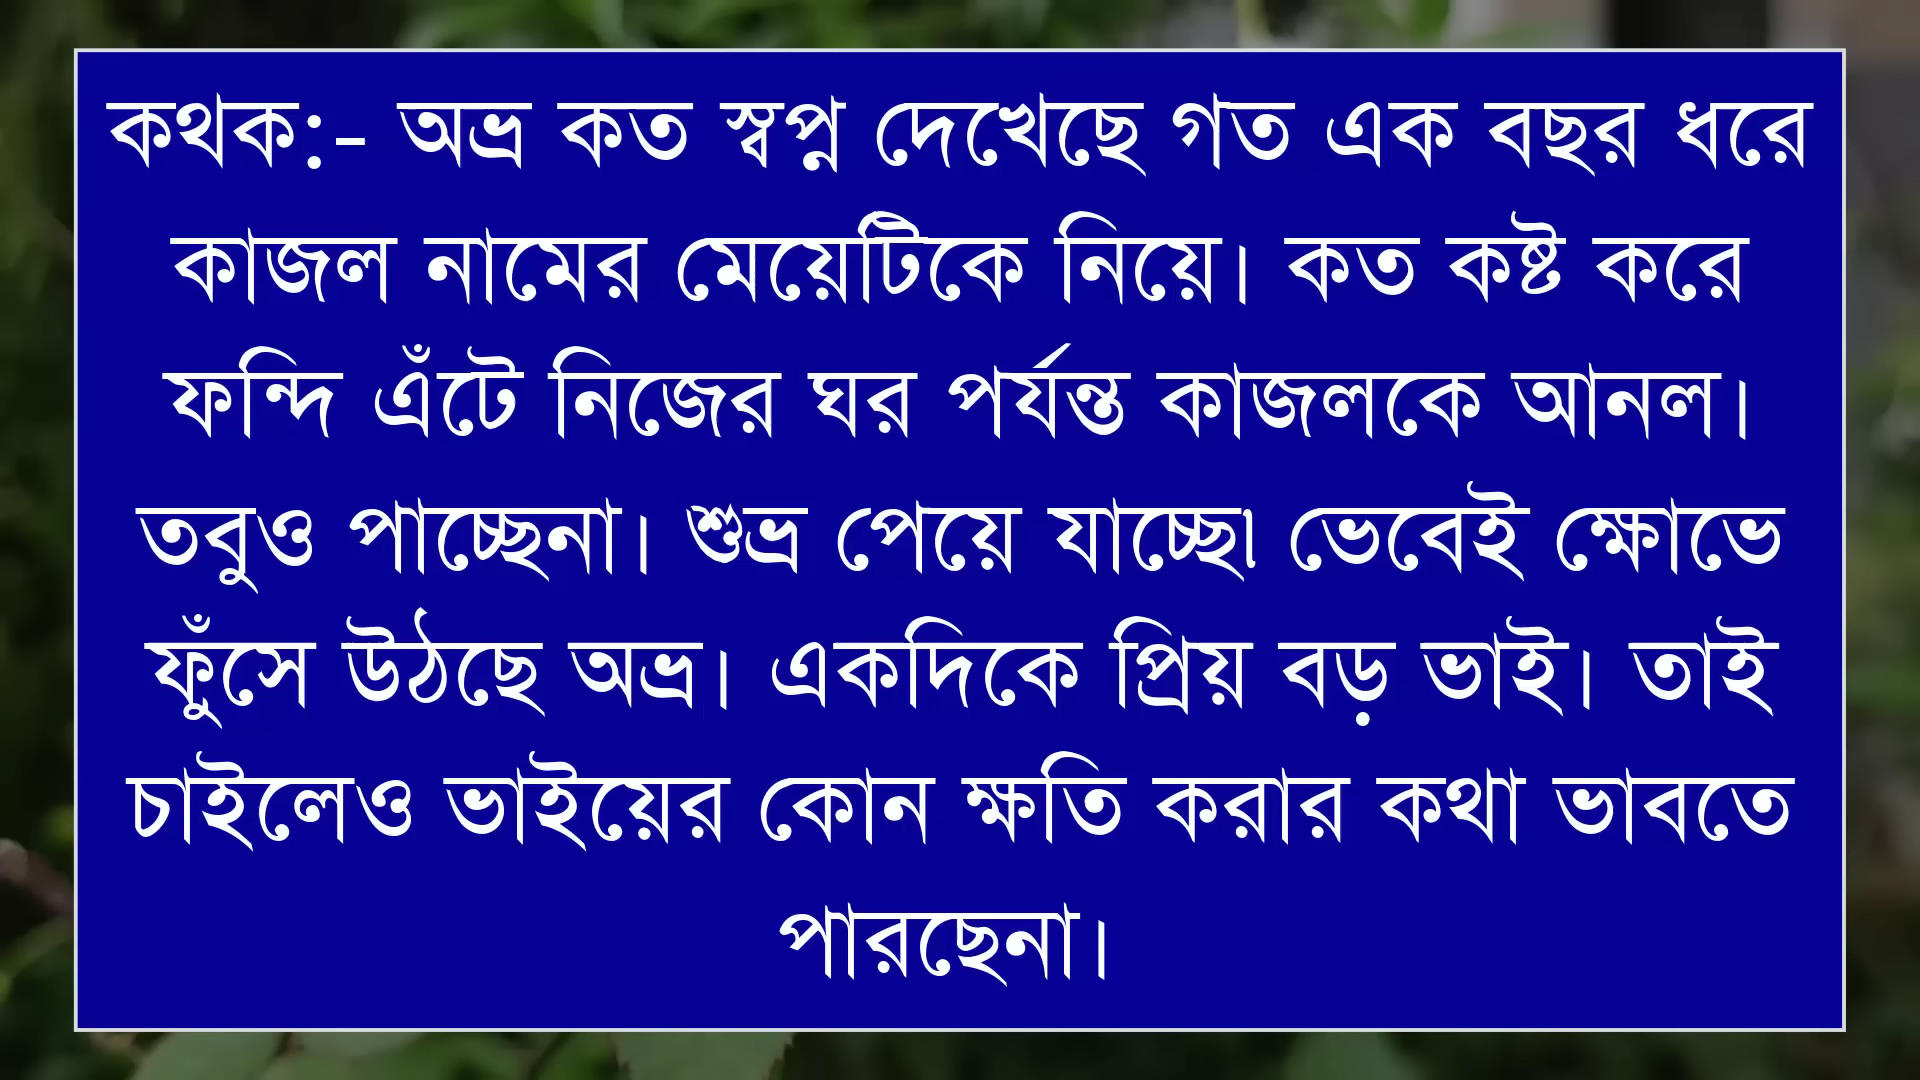 কথক:- অভ্র কত স্বপ্ন দেখেছে গত এক বছর ধরে
কাজল নামের মেয়েটিকে নিয়ে। কত কষ্ট করে
ফন্দি এঁটে নিজের ঘর পর্যন্ত কাজলকে আনল।
তবুও পাচ্ছেনা। শুভ্র পেয়ে যাচ্ছে৷ ভেবেই ক্ষোভে
ফুঁসে উঠছে অভ্র। একদিকে প্রিয় বড় ভাই। তাই
চাইলেও ভাইয়ের কোন ক্ষতি করার কথা ভাবতে
পারছেনা।